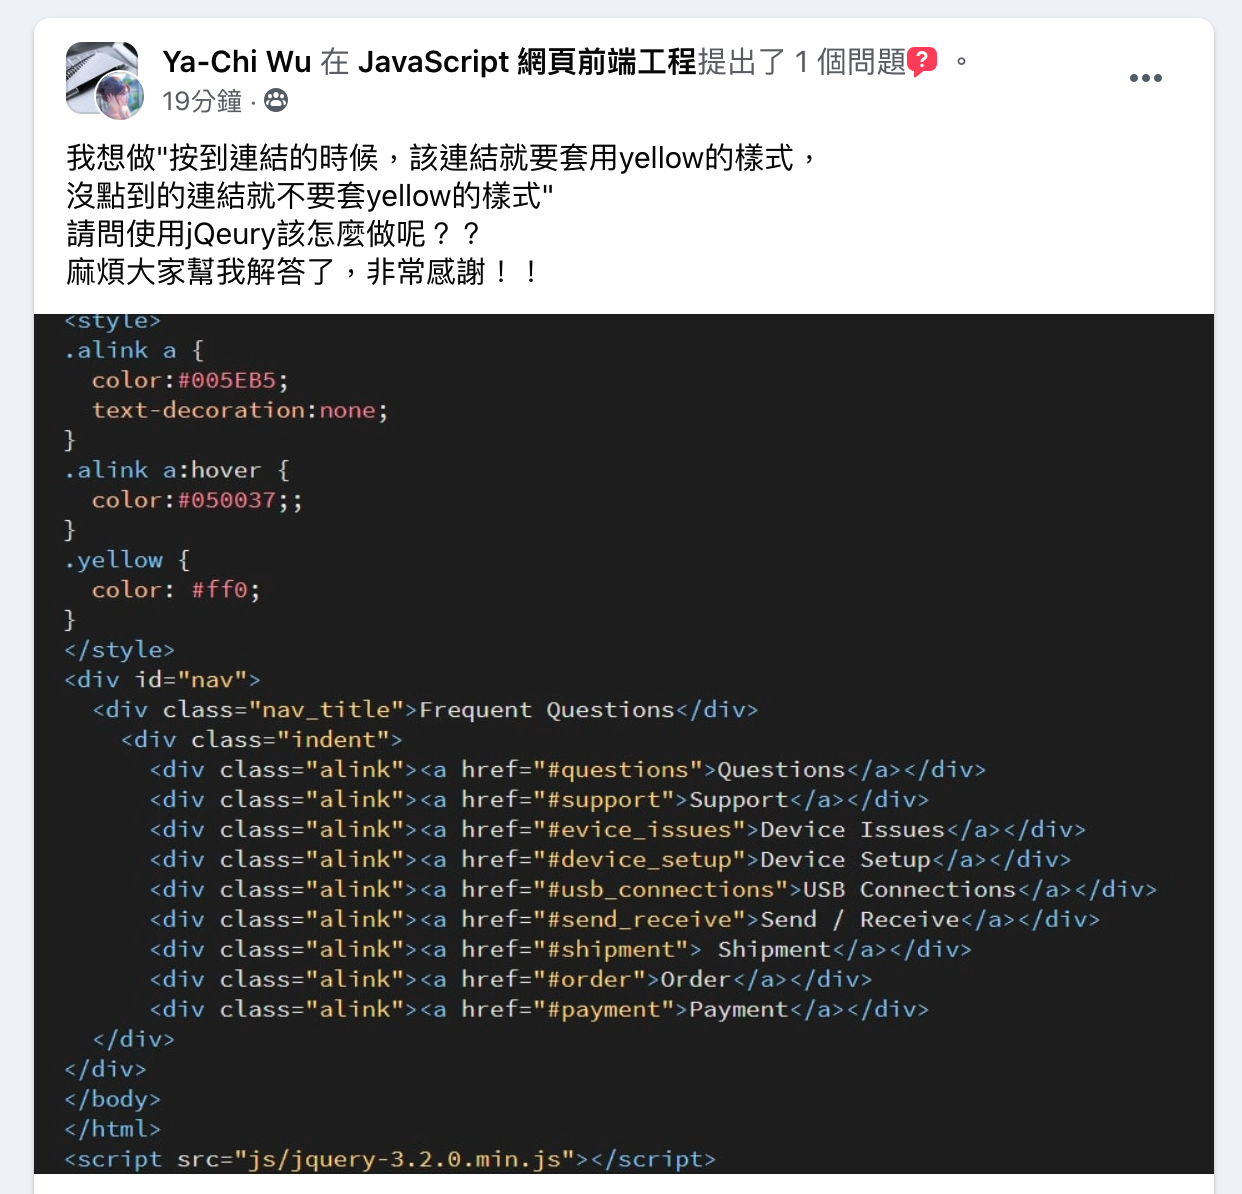 Ya-Chi Wu 在 JavaScript 網頁前端工程提出了 1 個問題 。
19分鐘 ·
我想做"按到連結的時候，該連結就要套用yellow的樣式，
沒點到的連結就不要套yellow的樣式"
請問使用jQeury該怎麼做呢？？
麻煩大家幫我解答了，非常感謝！！
<style>
.alink a {
color:#005EB5;
text-decoration:none;
}
.alink a:hover {
color:#050037;;
}
.yellow {
color: #ff0;
}
</style>
<div id="nav">
<div class="nav_title">Frequent Questions</div>
<div class="indent">
<div class="alink"><a href="#questions">Questions</a></div>
<div class="alink"><a href="#support">Support</a></div>
<div class="alink"><a href="#evice_issues">Device Issues</a></div>
<div class="alink"><a href="#device_setup">Device Setup</a></div>
<div class="alink"><a href="#usb_connections">USB Connections</a></div>
<div class="alink"><a href="#send_receive">Send / Receive</a></div>
<div class="alink"><a href="#shipment"> Shipment</a></div>
<div class="alink"><a href="#order">Order</a></div>
<div class="alink"><a href="#payment">Payment</a></div>
</div>
</div>
</body>
</html>
<script src="js/jquery-3.2.0.min.js"></script>